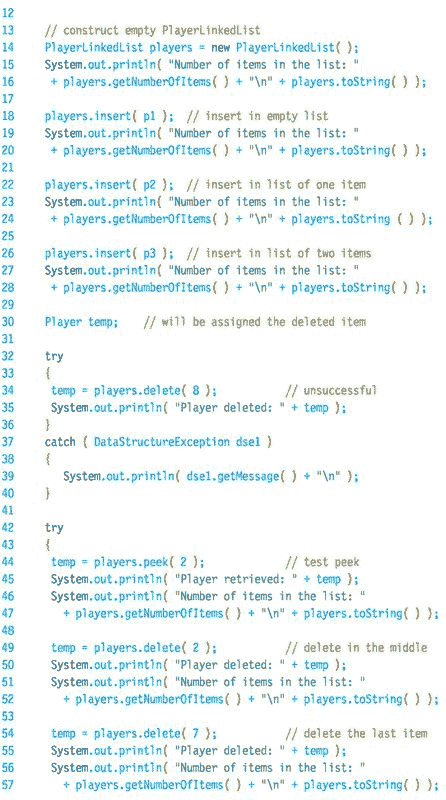 12
13 // construct empty PlayerLinkedList
14 PlayerLinkedList players = new PlayerLinkedList( );
15 System.out.println( "Number of items in the list: "
16 + players.getNumberOfItems( ) + "\n" + players.toString( ) );
17
18 players.insert( p1 ); // insert in empty list
19 System.out.println( "Number of items in the list: "
20 + players.getNumberOfItems( ) + "\n" + players.toString( ) );
21
22 players.insert( p2 ); // insert in list of one item
23 System.out.println( "Number of items in the list: "
24 + players.getNumberOfItems( ) + "\n" + players.toString ( ) );
25
26 players.insert( p3 ); // insert in list of two items
27 System.out.println( "Number of items in the list: "
28 + players.getNumberOfItems( ) + "\n" + players.toString( ) );
29
30 Player temp; // will be assigned the deleted item
31
32 try
33 {
34 temp = players.delete( 8 ); // unsuccessful
35 System.out.println( "Player deleted: " + temp );
36 }
37 catch ( DataStructureException dse1 )
38 {
39 System.out.println( dse1.getMessage( ) + "\n" );
40 }
41
42 try
43 {
44 temp = players.peek( 2 ); // test peek
45 System.out.println( "Player retrieved: " + temp );
46 System.out.println( "Number of items in the list: "
47 + players.getNumberOfItems( ) + "\n" + players.toString( ) );
48
49 temp = players.delete( 2 ); // delete in the middle
50 System.out.println( "Player deleted: " + temp );
51 System.out.println( "Number of items in the list: "
52 + players.getNumberOfItems( ) + "\n" + players.toString( ) );
53
54 temp = players.delete( 7 ); // delete the last item
55 System.out.println( "Player deleted: " + temp );
56 System.out.println( "Number of items in the list: "
57 + players.getNumberOfItems( ) + "\n" + players.toString( ) );